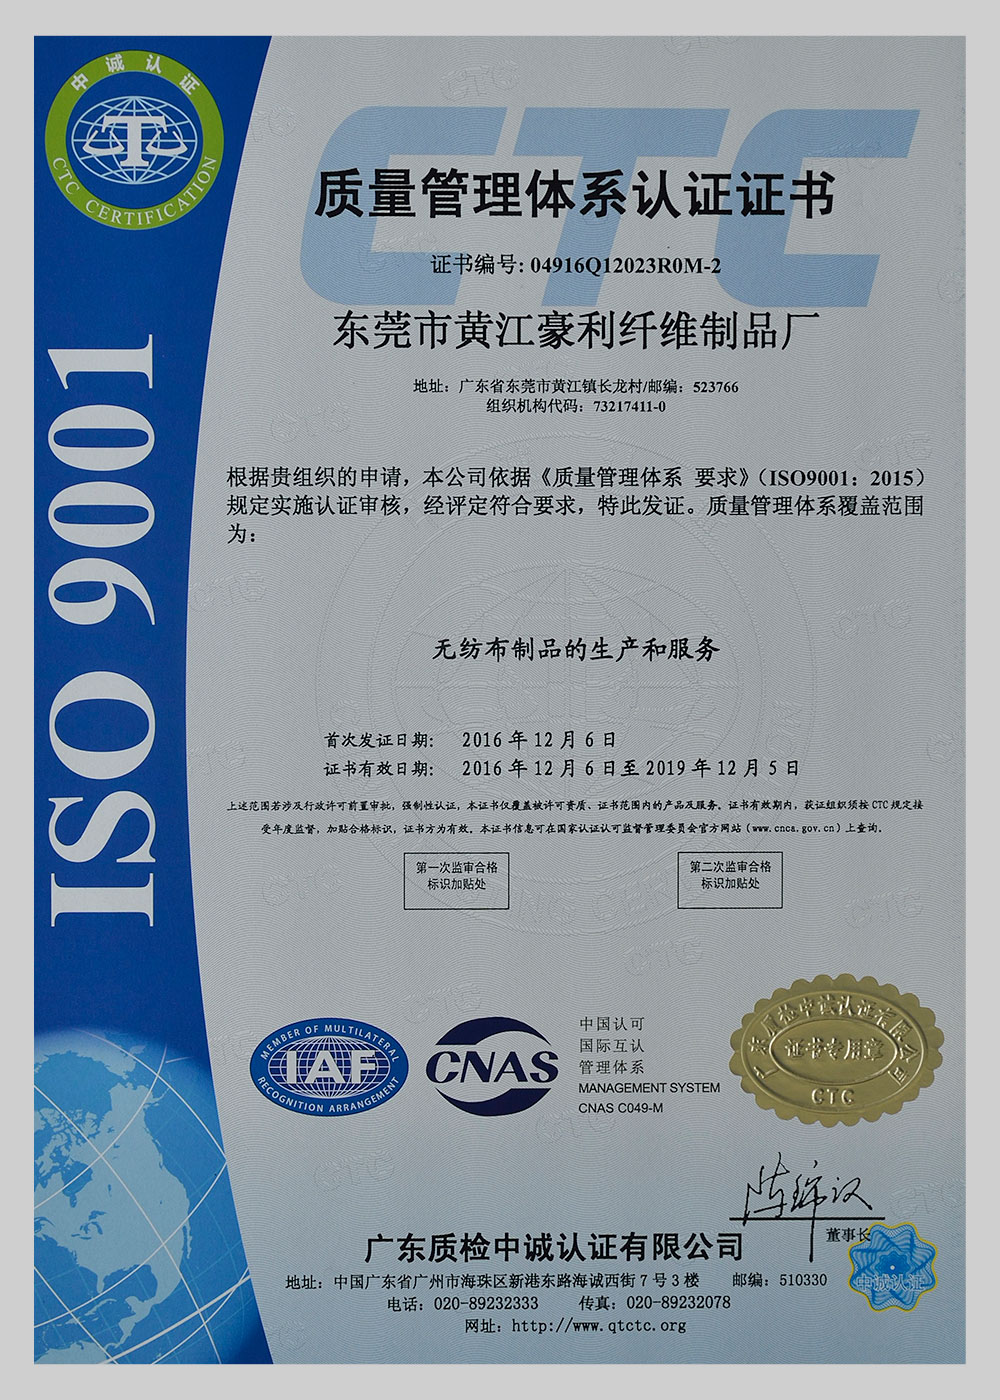 中诚认证
CTC CERTIFICATION
ISO 9001
CTC
质量管理体系认证证书
证书编号: 04916Q12023R0M-2
东莞市黄江豪利纤维制品厂
地址：广东省东莞市黄江镇长龙村/邮编：523766
组织机构代码：73217411-0
根据贵组织的申请，本公司依据《质量管理体系 要求》（ISO9001：2015）
规定实施认证审核，经评定符合要求，特此发证。质量管理体系覆盖范围
为：
无纺布制品的生产和服务
首次发证日期： 2016 年 12 月 6 日
证书有效日期： 2016 年 12 月 6 日至 2019 年 12 月 5 日
上述范围若涉及行政许可前置审批，强制性认证，本证书仅覆盖被许可资质、证书范围内的产品及服务。证书有效期内，获证组织须按 CTC 规定接
受年度监督，加贴合格标识，证书方为有效。本证书信息可在国家认证认可监督管理委员会官方网站（www.cnca.gov.cn）上查询。
第一次监审合格
标识加贴处
第二次监审合格
标识加贴处
MEMBER OF MULTILATERAL
IAF
RECOGNITION ARRANGEMENT
CNAS
中国认可
国际互认
管理体系
MANAGEMENT SYSTEM
CNAS C049-M
广东质检中诚认证有限公司
证书专用章
CTC
董事长
广东质检中诚认证有限公司
地址：中国广东省广州市海珠区新港东路海诚西街 7 号 3 楼 邮编：510330
电话：020-89232333 传真：020-89232078
网址：http://www.qtctc.org
中诚认证